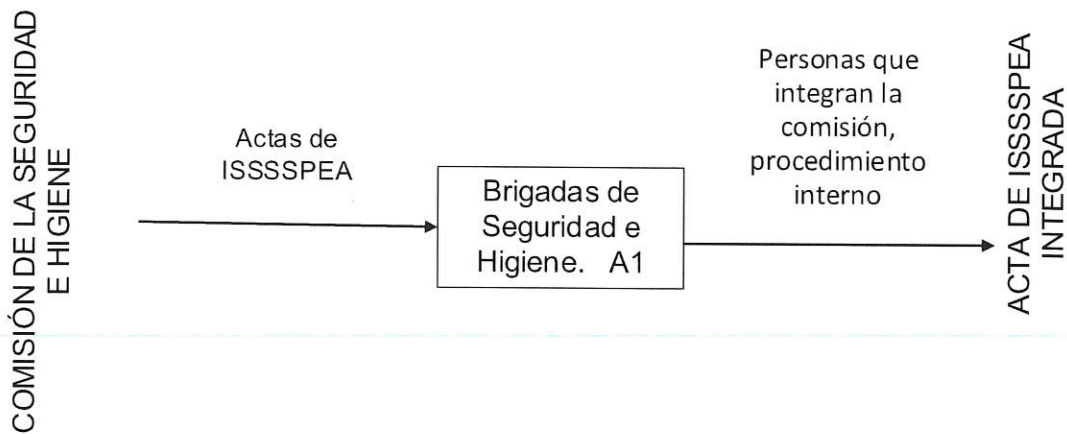 COMISIÓN DE LA SEGURIDAD
E HIGIENE
Actas de
ISSSSPEA
Brigadas de
Seguridad e
Higiene. A1
Personas que
integran la
comisión,
procedimiento
interno
ACTA DE ISSSSPEA
INTEGRADA